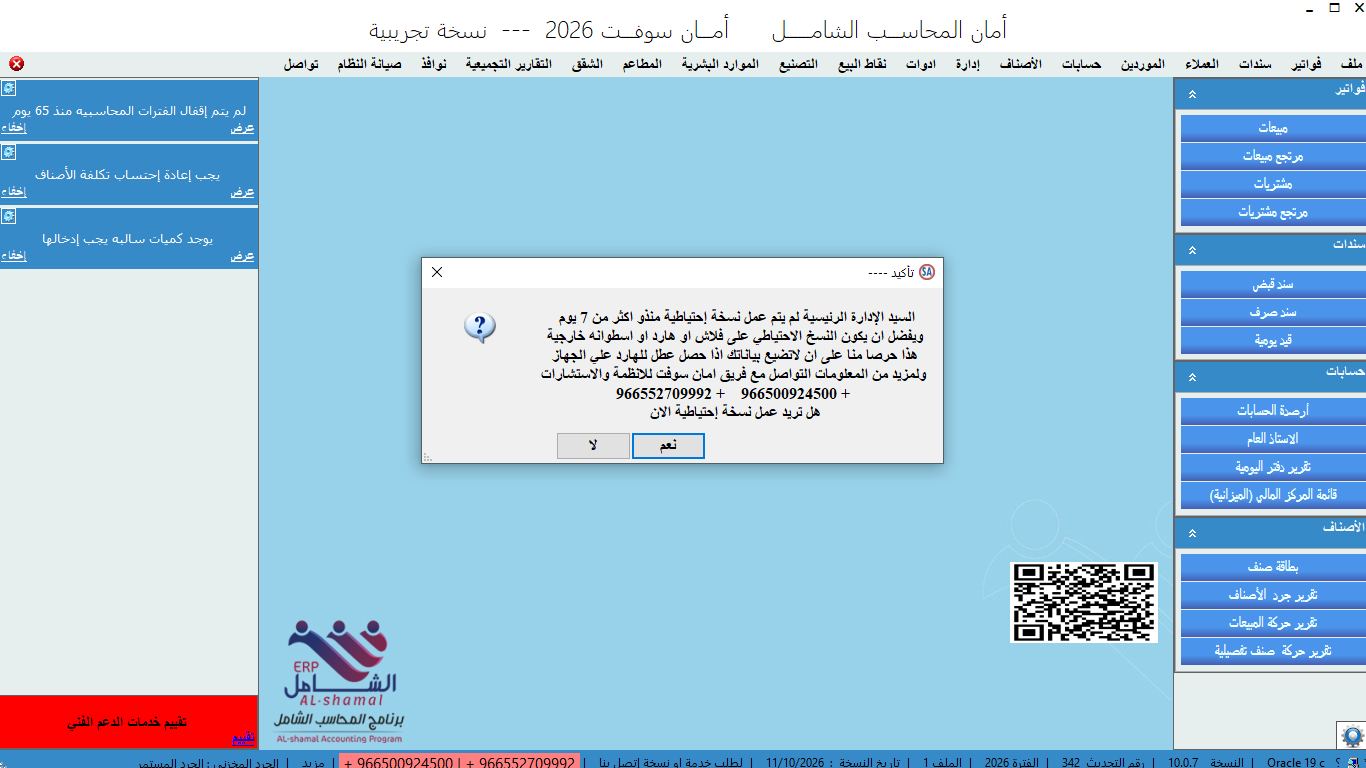 أمان المحاسب الشامل أمان سوفت 2026 --- نسخة تجريبية
ملف فواتير سندات العملاء الموردين حسابات الأصناف إدارة ادوات نقاط البيع التصنيع الموارد البشرية المطاعم الشقق التقارير التجميعية نوافذ صيانة النظام تواصل
فواتير
مبيعات
مرتجع مبيعات
مشتريات
مرتجع مشتريات
سندات
سند قبض
سند صرف
قيد يومية
حسابات
أرصدة الحسابات
الاستاذ العام
تقرير دفتر اليومية
قائمة المركز المالي (الميزانية)
الأصناف
بطاقة صنف
تقرير جرد الأصناف
تقرير حركة المبيعات
تقرير حركة صنف تفصيلية
تأكيد ----
السيد الإدارة الرئيسية لم يتم عمل نسخة إحتياطية منذو اكثر من 7 يوم
ويفضل ان يكون النسخ الاحتياطي على فلاش او هارد او اسطوانه خارجية
هذا حرصا منا على ان لاتضيع بياناتك اذا حصل عطل للهارد علي الجهاز
ولمزيد من المعلومات التواصل مع فريق امان سوفت للانظمة والاستشارات
+ 966500924500 + 966552709992
هل تريد عمل نسخة إحتياطية الان
نعم
لا
لم يتم إقفال الفترات المحاسبيه منذ 65 يوم
عرض إخفاء
يجب إعادة إحتساب تكلفة الأصناف
عرض إخفاء
يوجد كميات سالبه يجب إدخالها
عرض إخفاء
ERP
الشامل
AL-shamal
برنامج المحاسب الشامل
AL-shamal Accounting Program
تقييم خدمات الدعم الفني
تقييم
؟ Oracle 19 c | النسخة 10.0.7 | رقم التحديث 342 | الفترة 2026 | الملف 1 | تاريخ النسخة : 11/10/2026 | لطلب خدمة او نسخة إتصل بنا | + 966500924500 | + 966552709992 | مزيد | الجرد المخزني : الجرد المستمر